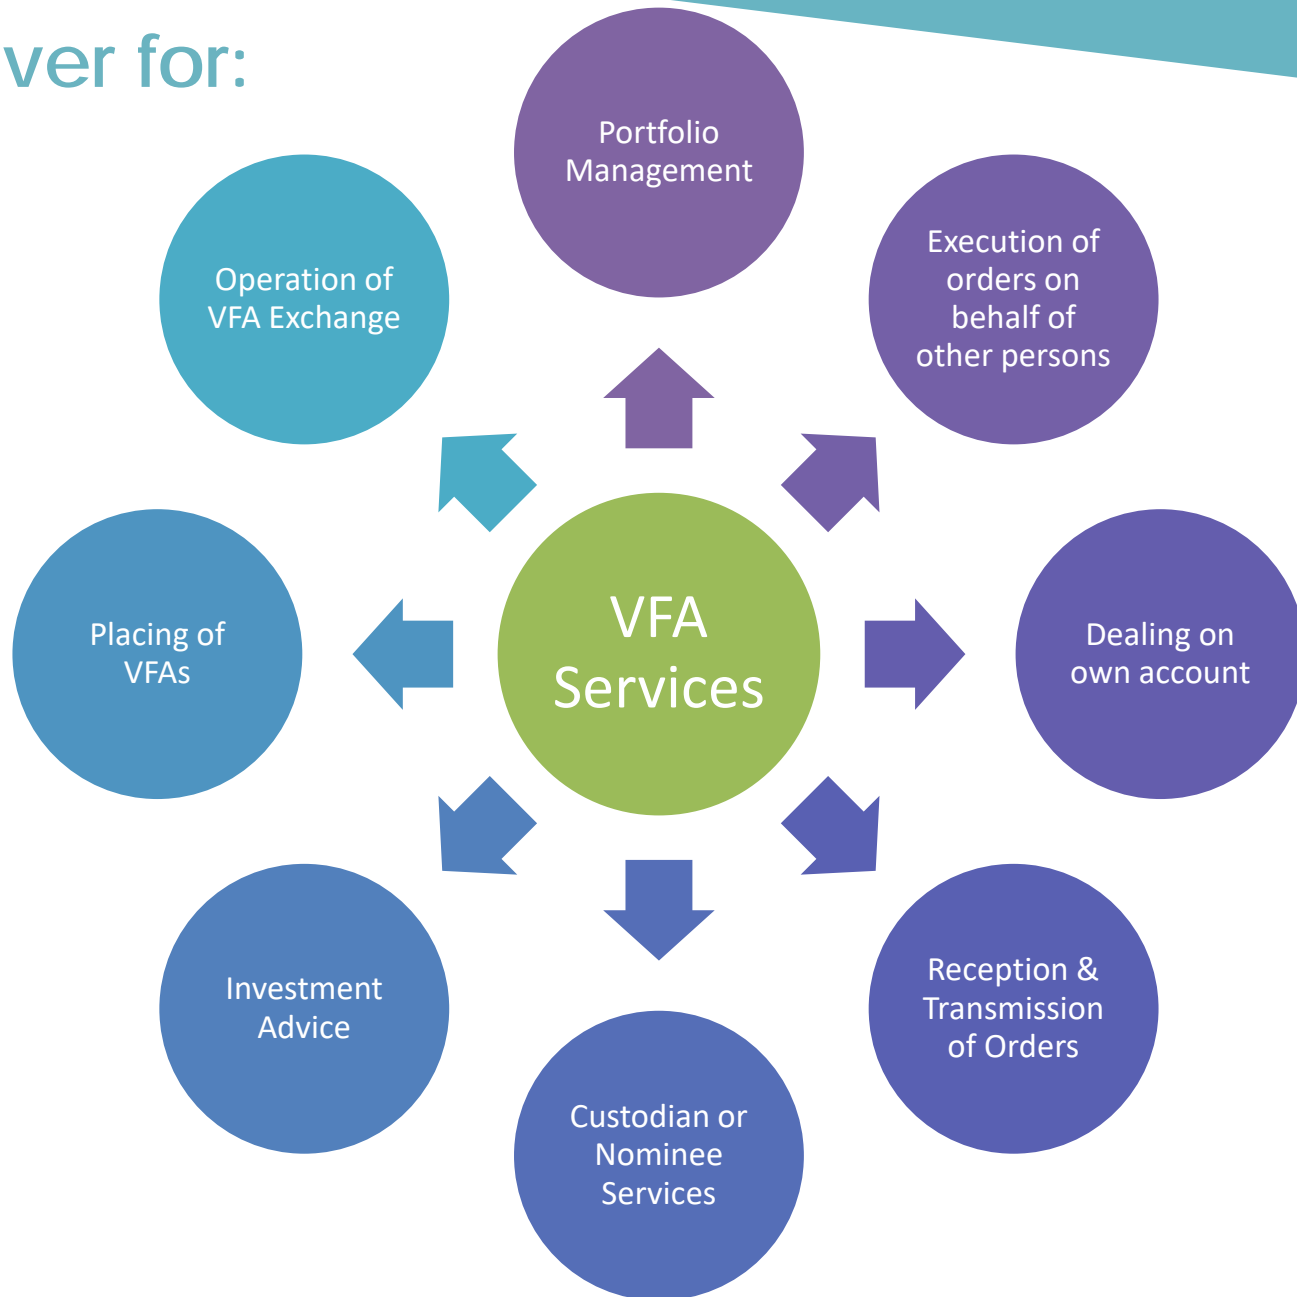 ver for:
Portfolio
Management
Execution of
orders on
behalf of
other persons
Dealing on
own account
Reception &
Transmission
of Orders
Custodian or
Nominee
Services
Investment
Advice
Placing of
VFAs
Operation of
VFA Exchange
VFA
Services